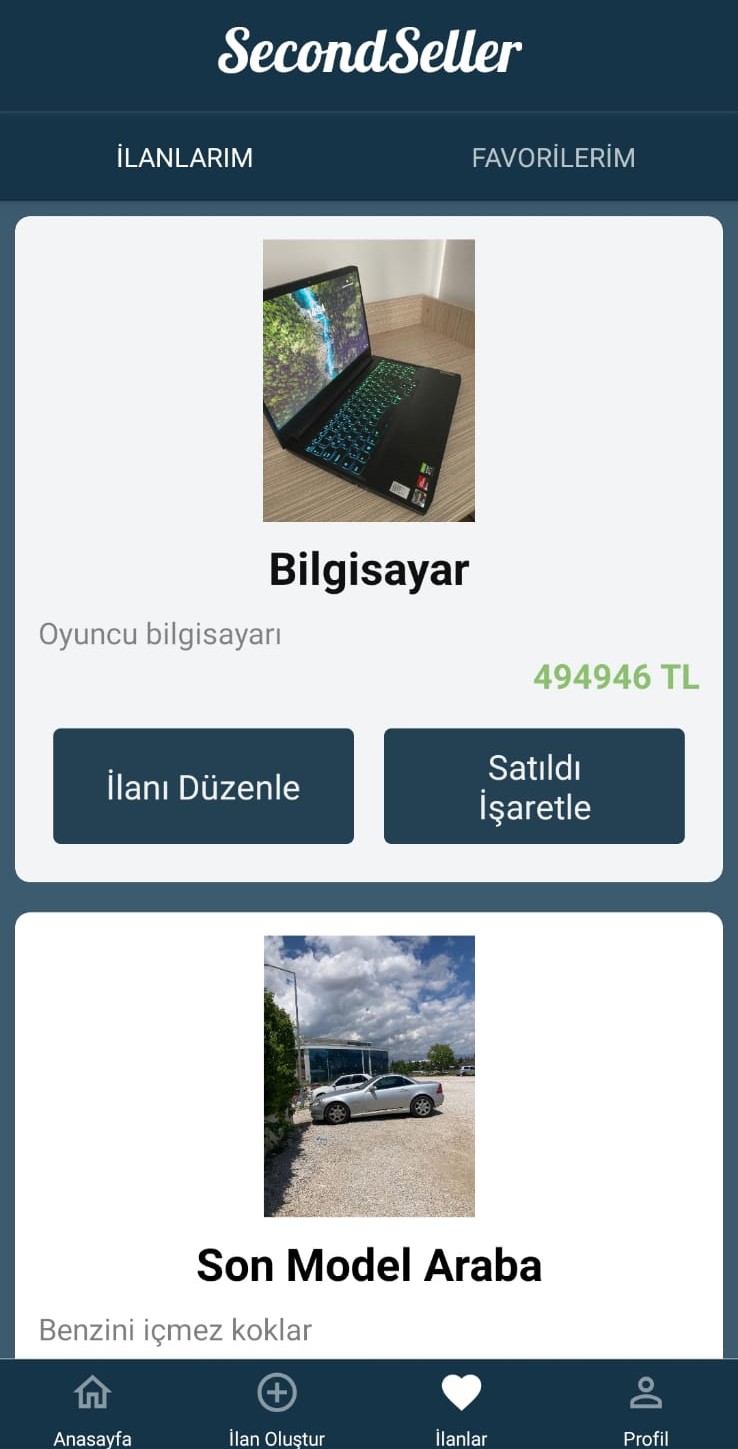 SecondSeller
İLANLARIM
FAVORİLERİM
Bilgisayar
Oyuncu bilgisayarı
494946 TL
İlanı Düzenle
Satıldı
İşaretle
Son Model Araba
Benzini içmez koklar
Anasayfa
İlan Oluştur
İlanlar
Profil